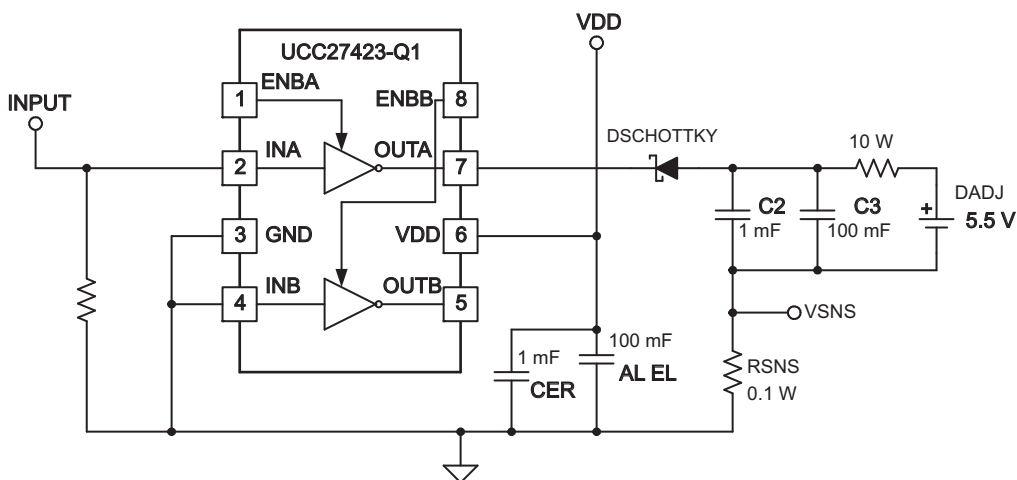 VDD
UCC27423-Q1
INPUT
1
ENBA
ENBB
8
DSCHOTTKY
10 W
2
INA
OUTA
7
C2
1 mF
C3
100 mF
+
DADJ
5.5 V
3
GND
VDD
6
4
INB
OUTB
5
VSNS
1 mF
CER
100 mF
AL EL
RSNS
0.1 W